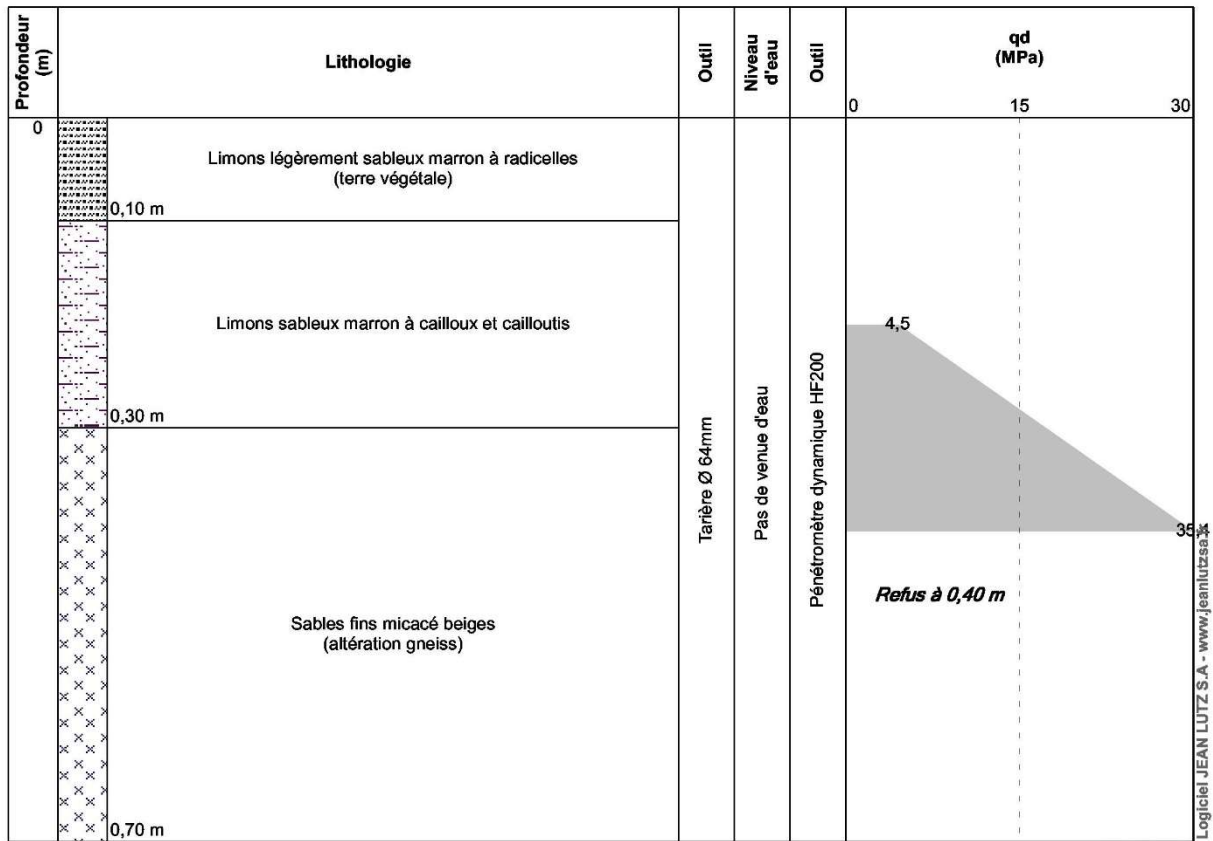 Profondeur
(m)
Lithologie
Outil
Niveau
d'eau
Outil
qd
(MPa)
0
15
30
0
Limons légèrement sableux marron à radicelles
(terre végétale)
0,10 m
Limons sableux marron à cailloux et cailloutis
0,30 m
Sables fins micacé beiges
(altération gneiss)
0,70 m
Tarière Ø 64mm
Pas de venue d'eau
Pénétromètre dynamique HF200
4,5
Refus à 0,40 m
Logiciel JEAN LUTZ S.A - www.jeanlutzsa.fr